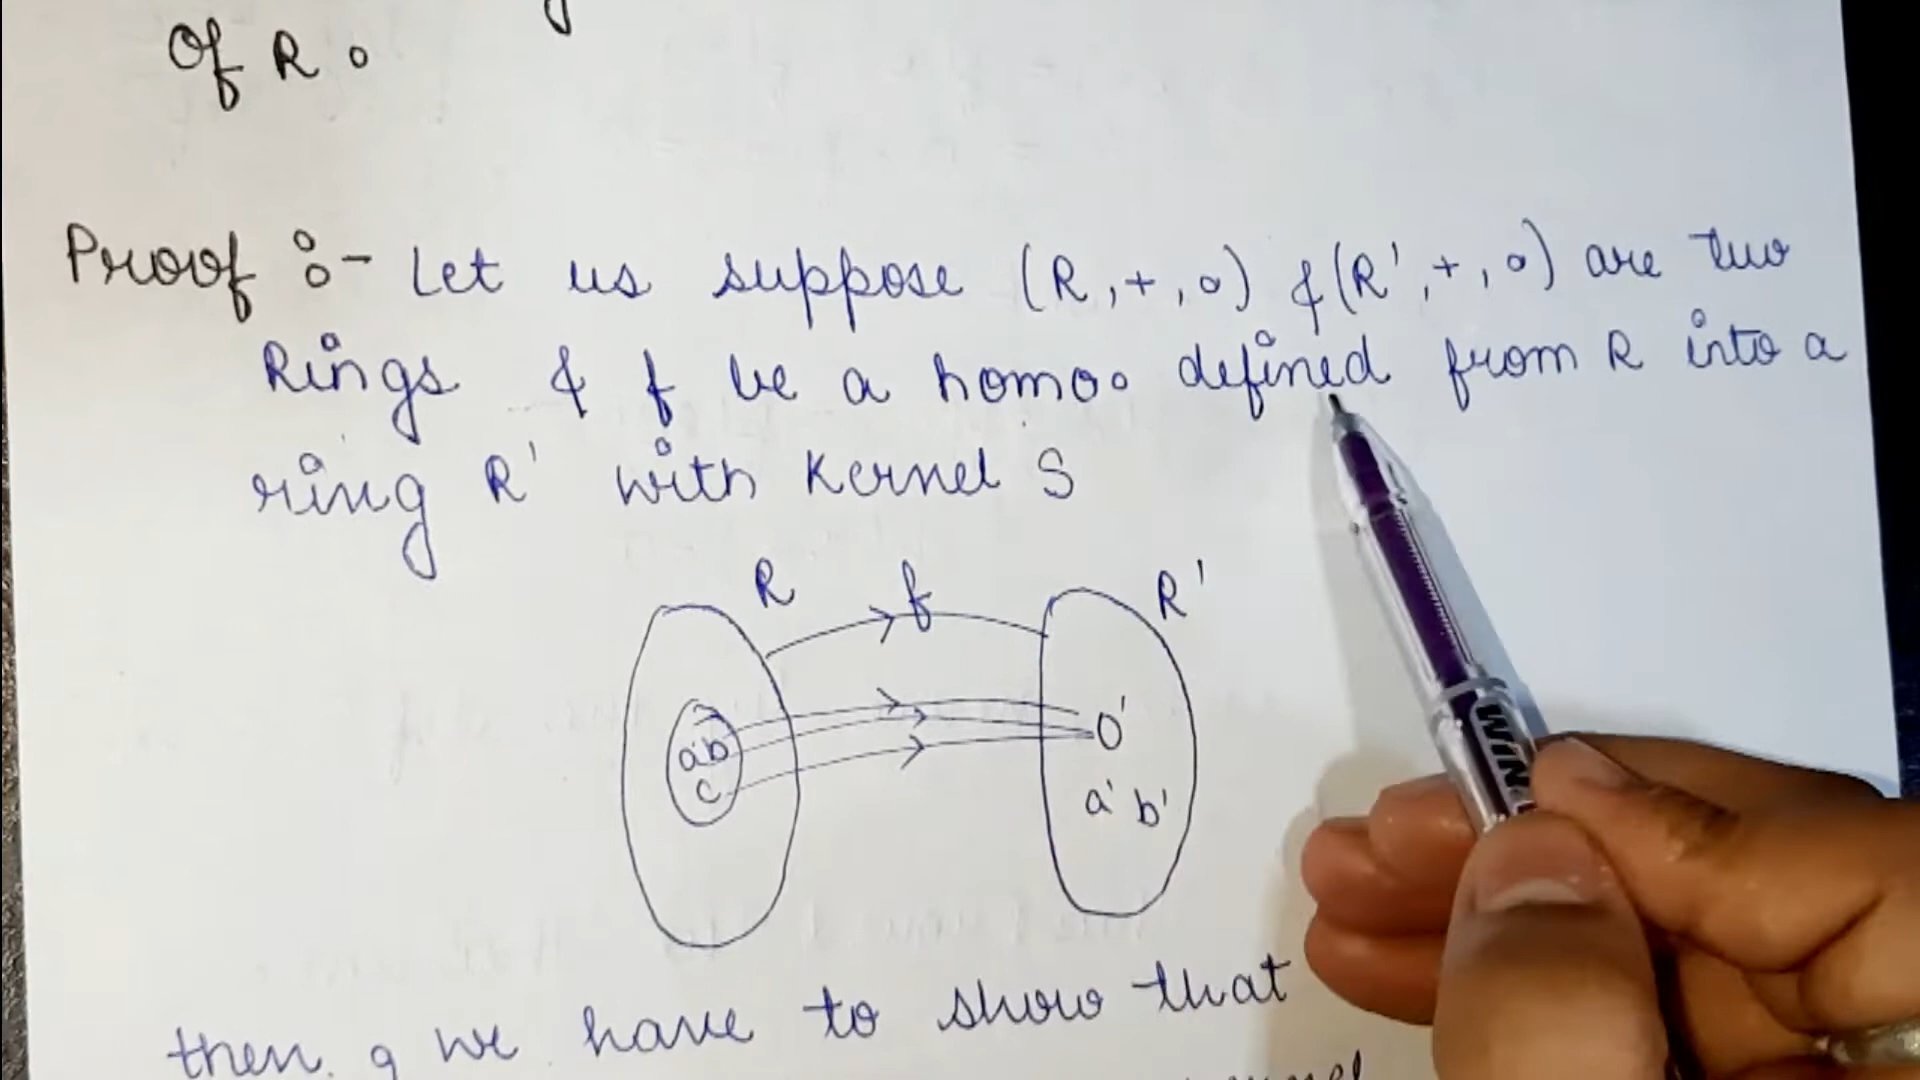 Of R.
Proof :- Let us suppose (R, +, o) & (R', +, o) are two
Rings & f be a homo. defined from R into a
ring R' with Kernel S
R f R'
a b
c
O'
a' b'
then, we have to show that
WIN